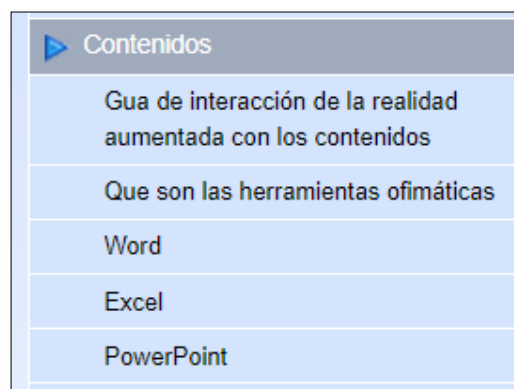 Contenidos
Gua de interacción de la realidad
aumentada con los contenidos
Que son las herramientas ofimáticas
Word
Excel
PowerPoint